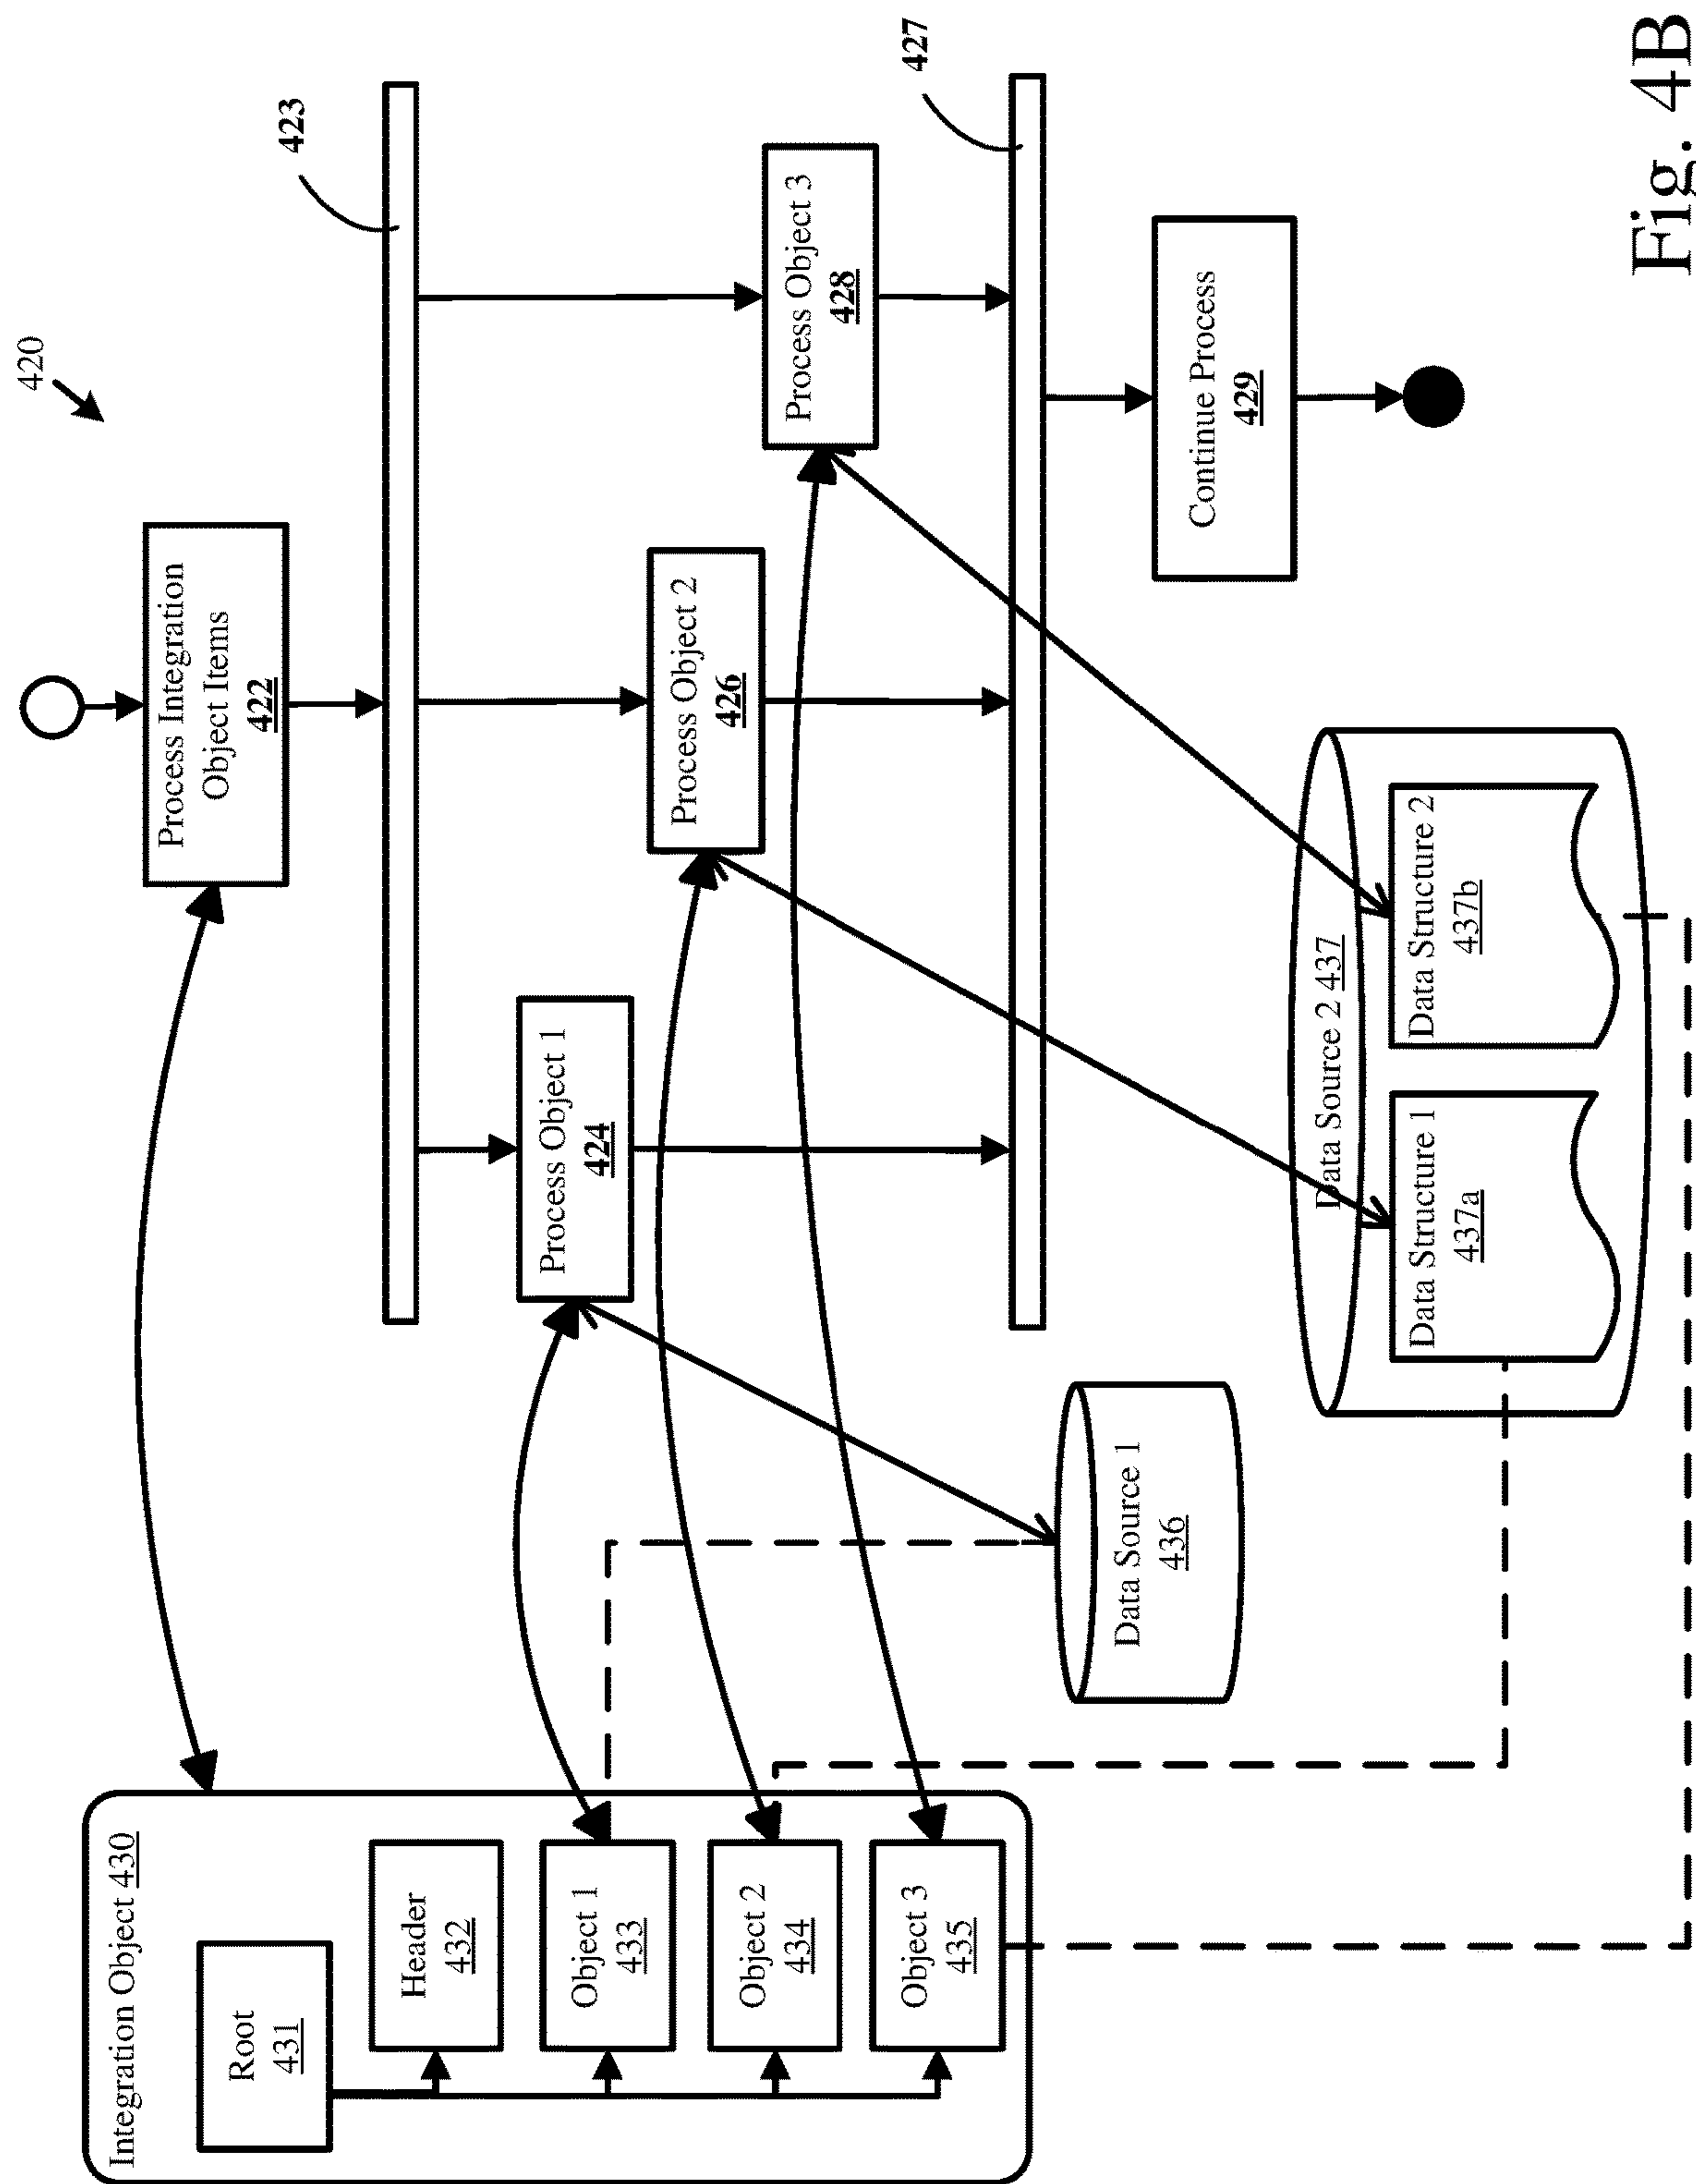 420
Integration Object 430
Root
431
Header
432
Object 1
433
Object 2
434
Object 3
435
Process Integration
Object Items
422
423
Process Object 1
424
Process Object 2
426
Process Object 3
428
427
Data Source 1
436
Data Source 2 437
Data Structure 1
437a
Data Structure 2
437b
Continue Process
429
Fig. 4B